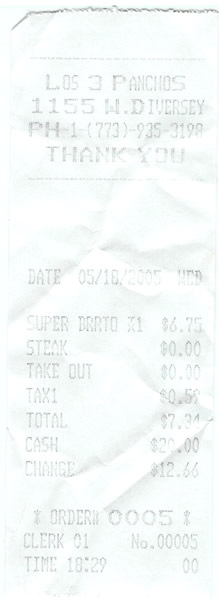 LOS 3 PANCHOS
1155 W.DIVERSEY
PH-1-(773)-935-3198
THANK YOU
DATE 05/18/2005 WED
SUPER BRRTO X1 $6.75
STEAK $0.00
TAKE OUT $0.00
TAX1 $0.59
TOTAL $7.34
CASH $20.00
CHANGE $12.66
* ORDER# 0005 *
CLERK 01 No.00005
TIME 18:29 00